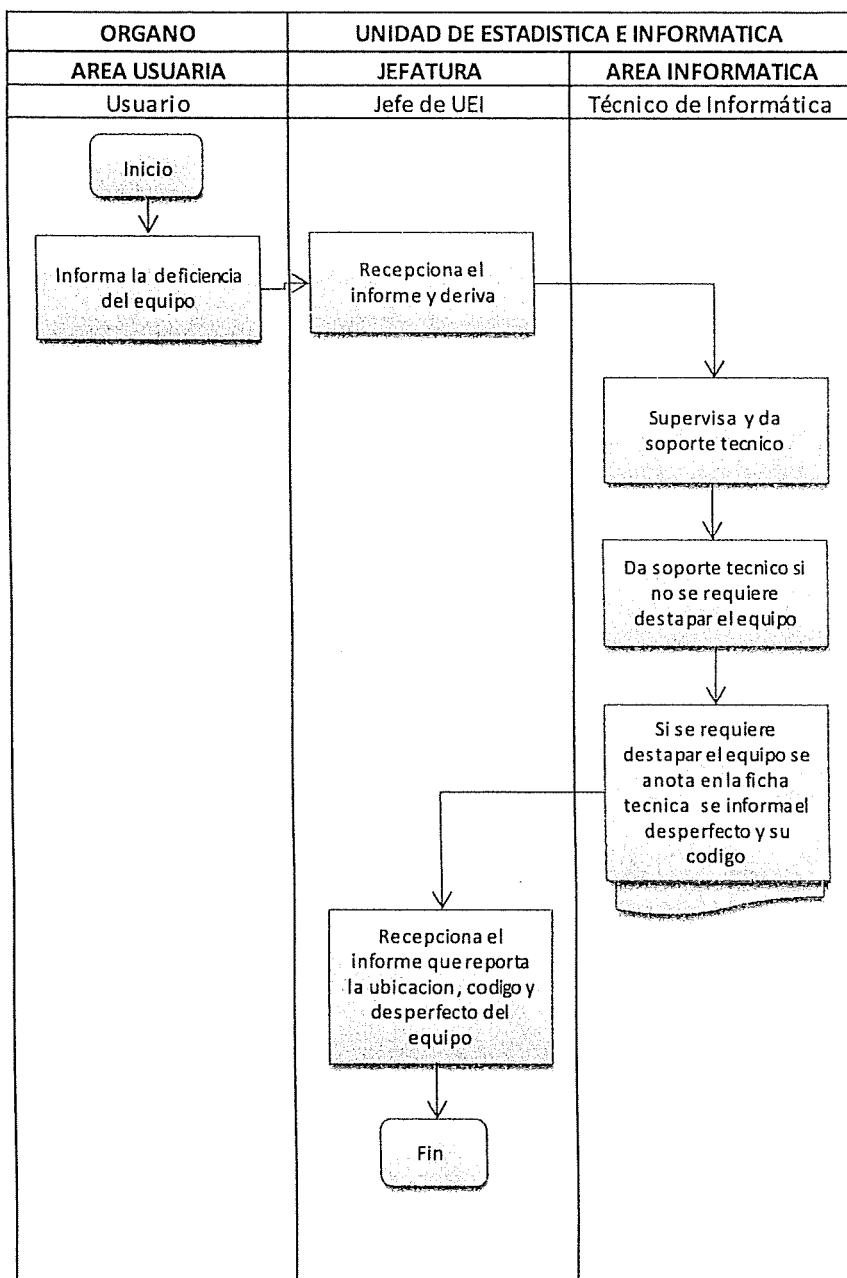 ORGANO
UNIDAD DE ESTADISTICA E INFORMATICA
AREA USUARIA
JEFATURA
AREA INFORMATICA
Usuario
Jefe de UEI
Técnico de Informática
Inicio
Informa la deficiencia
del equipo
Recepciona el
informe y deriva
Supervisa y da
soporte tecnico
Da soporte tecnico si
no se requiere
destapar el equipo
Si se requiere
destapar el equipo se
anota en la ficha
tecnica se informa el
desperfecto y su
codigo
Recepciona el
informe que reporta
la ubicacion, codigo y
desperfecto del
equipo
Fin